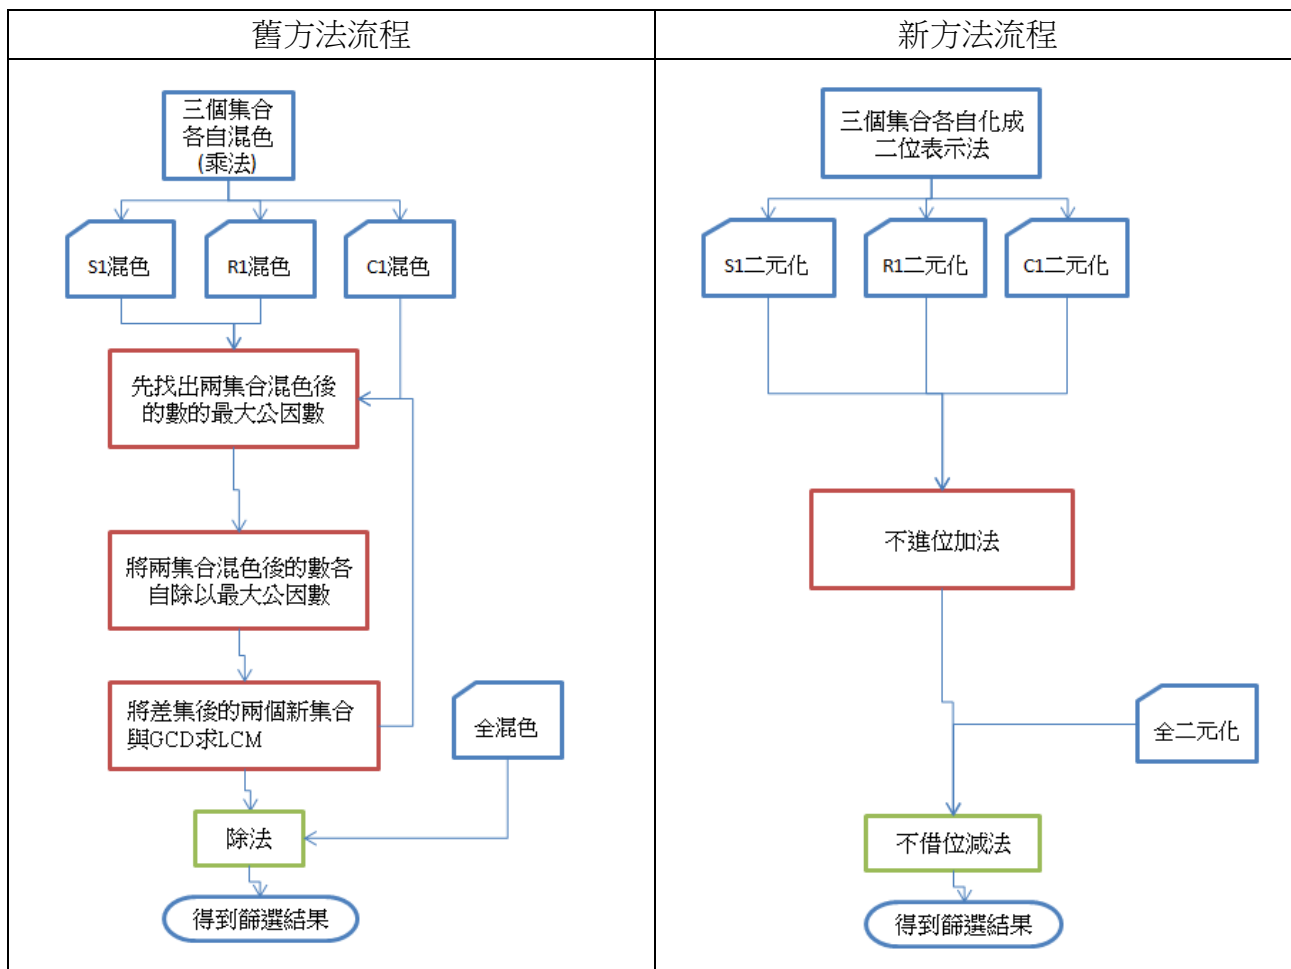 舊方法流程
三個集合
各自混色
(乘法)
S1混色
R1混色
C1混色
先找出兩集合混色後
的數的最大公因數
將兩集合混色後的數各
自除以最大公因數
將差集後的兩個新集合
與GCD求LCM
全混色
除法
得到篩選結果
新方法流程
三個集合各自化成
二位表示法
S1二元化
R1二元化
C1二元化
不進位加法
全二元化
不借位減法
得到篩選結果